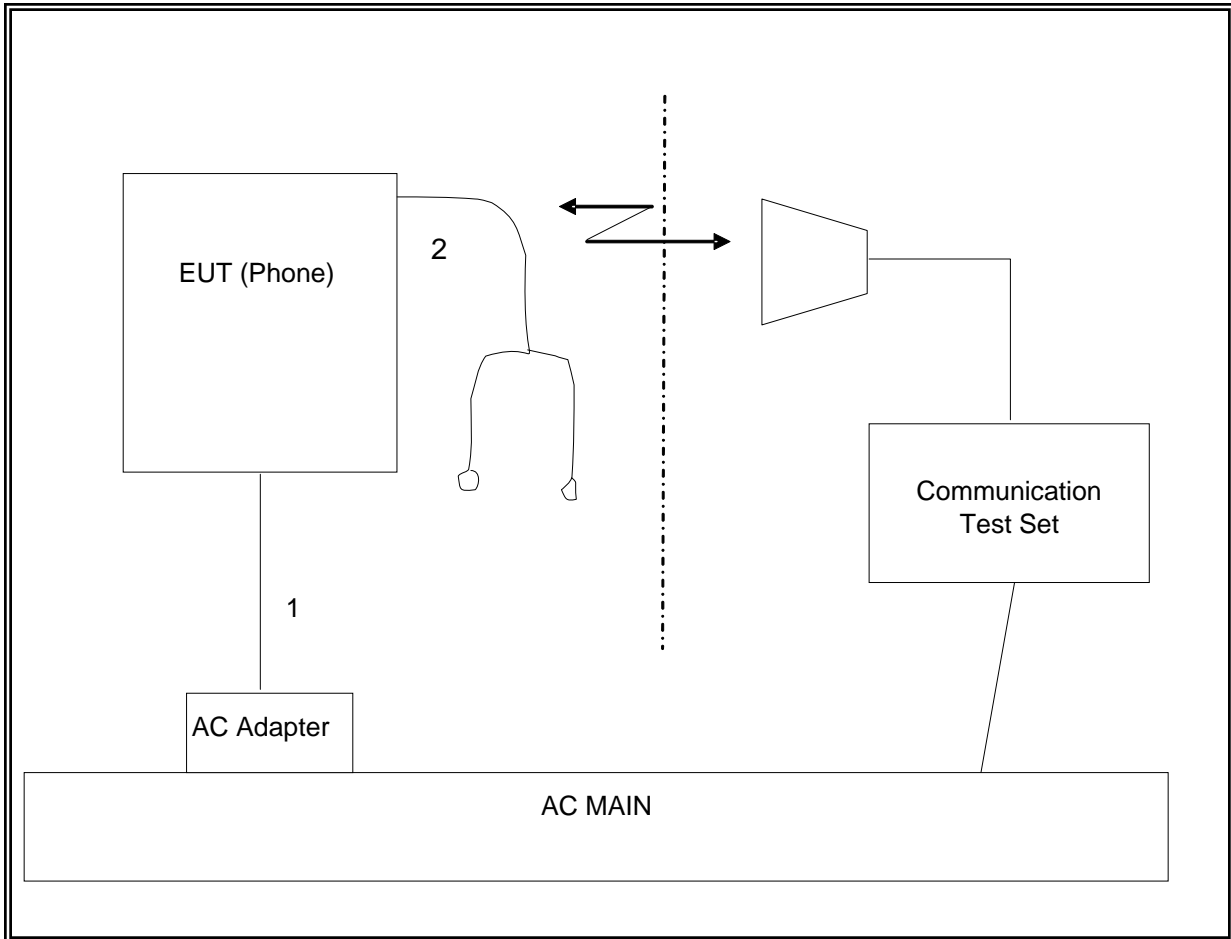 EUT (Phone)
2
Communication
Test Set
1
AC Adapter
AC MAIN